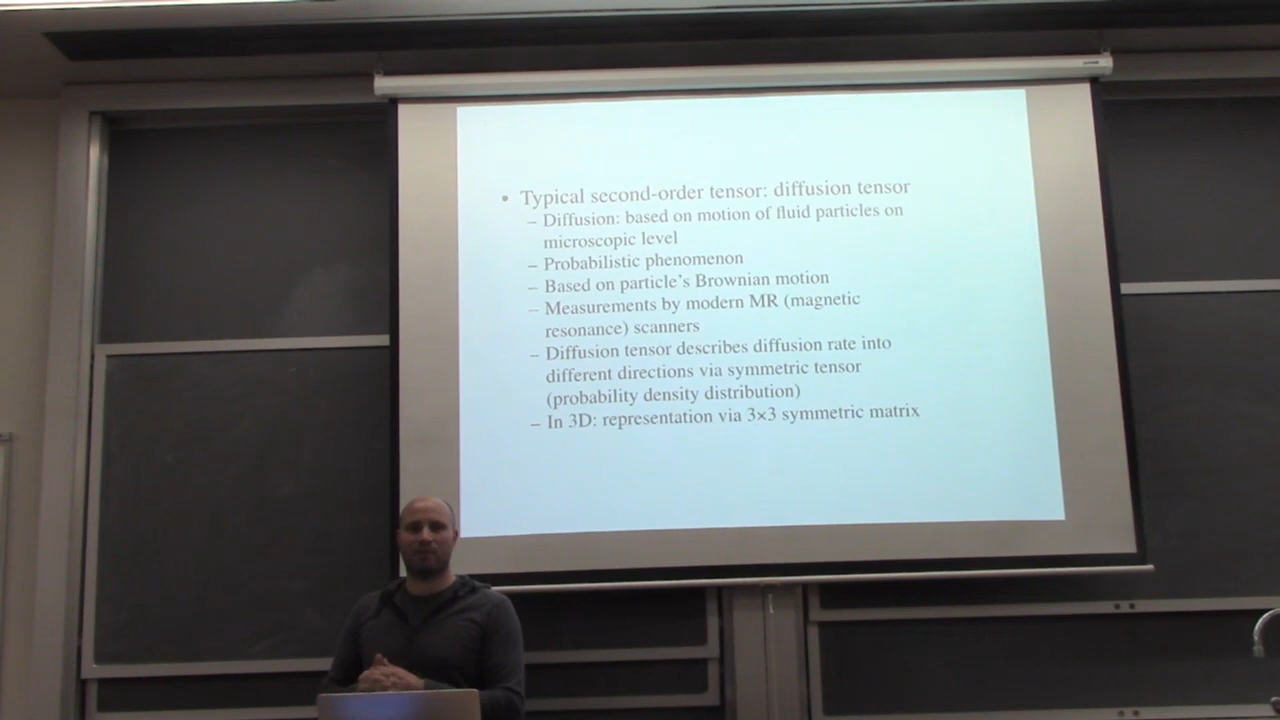 • Typical second-order tensor: diffusion tensor
– Diffusion: based on motion of fluid particles on
microscopic level
– Probabilistic phenomenon
– Based on particle's Brownian motion
– Measurements by modern MR (magnetic
resonance) scanners
– Diffusion tensor describes diffusion rate into
different directions via symmetric tensor
(probability density distribution)
– In 3D: representation via 3×3 symmetric matrix